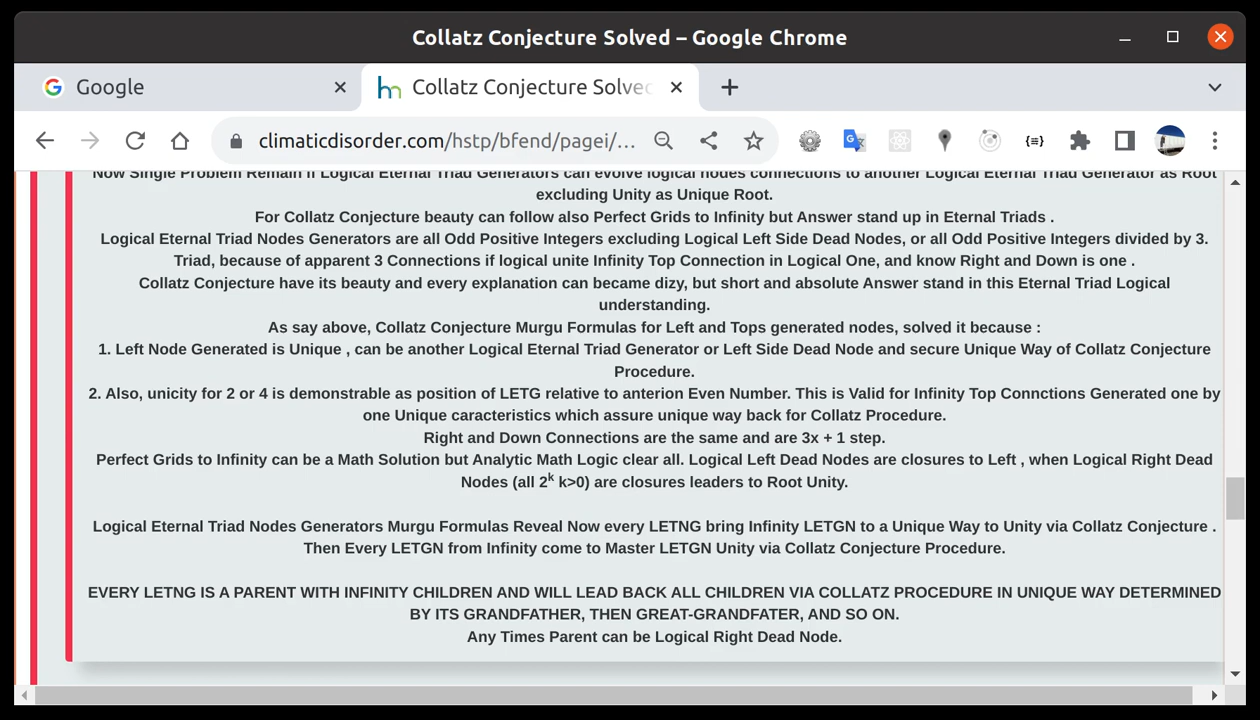 Collatz Conjecture Solved – Google Chrome
Google
Collatz Conjecture Solved
climaticdisorder.com/hstp/bfend/pagei/...
Now Single Problem Remain if Logical Eternal Triad Generators can evolve logical nodes connections to another Logical Eternal Triad Generator as Root
excluding Unity as Unique Root.
For Collatz Conjecture beauty can follow also Perfect Grids to Infinity but Answer stand up in Eternal Triads .
Logical Eternal Triad Nodes Generators are all Odd Positive Integers excluding Logical Left Side Dead Nodes, or all Odd Positive Integers divided by 3.
Triad, because of apparent 3 Connections if logical unite Infinity Top Connection in Logical One, and know Right and Down is one .
Collatz Conjecture have its beauty and every explanation can became dizy, but short and absolute Answer stand in this Eternal Triad Logical
understanding.
As say above, Collatz Conjecture Murgu Formulas for Left and Tops generated nodes, solved it because :
1. Left Node Generated is Unique , can be another Logical Eternal Triad Generator or Left Side Dead Node and secure Unique Way of Collatz Conjecture
Procedure.
2. Also, unicity for 2 or 4 is demonstrable as position of LETG relative to anterion Even Number. This is Valid for Infinity Top Connctions Generated one by
one Unique caracteristics which assure unique way back for Collatz Procedure.
Right and Down Connections are the same and are 3x + 1 step.
Perfect Grids to Infinity can be a Math Solution but Analytic Math Logic clear all. Logical Left Dead Nodes are closures to Left , when Logical Right Dead
Nodes (all 2^k k>0) are closures leaders to Root Unity.
Logical Eternal Triad Nodes Generators Murgu Formulas Reveal Now every LETNG bring Infinity LETGN to a Unique Way to Unity via Collatz Conjecture .
Then Every LETGN from Infinity come to Master LETGN Unity via Collatz Conjecture Procedure.
EVERY LETNG IS A PARENT WITH INFINITY CHILDREN AND WILL LEAD BACK ALL CHILDREN VIA COLLATZ PROCEDURE IN UNIQUE WAY DETERMINED
BY ITS GRANDFATHER, THEN GREAT-GRANDFATER, AND SO ON.
Any Times Parent can be Logical Right Dead Node.